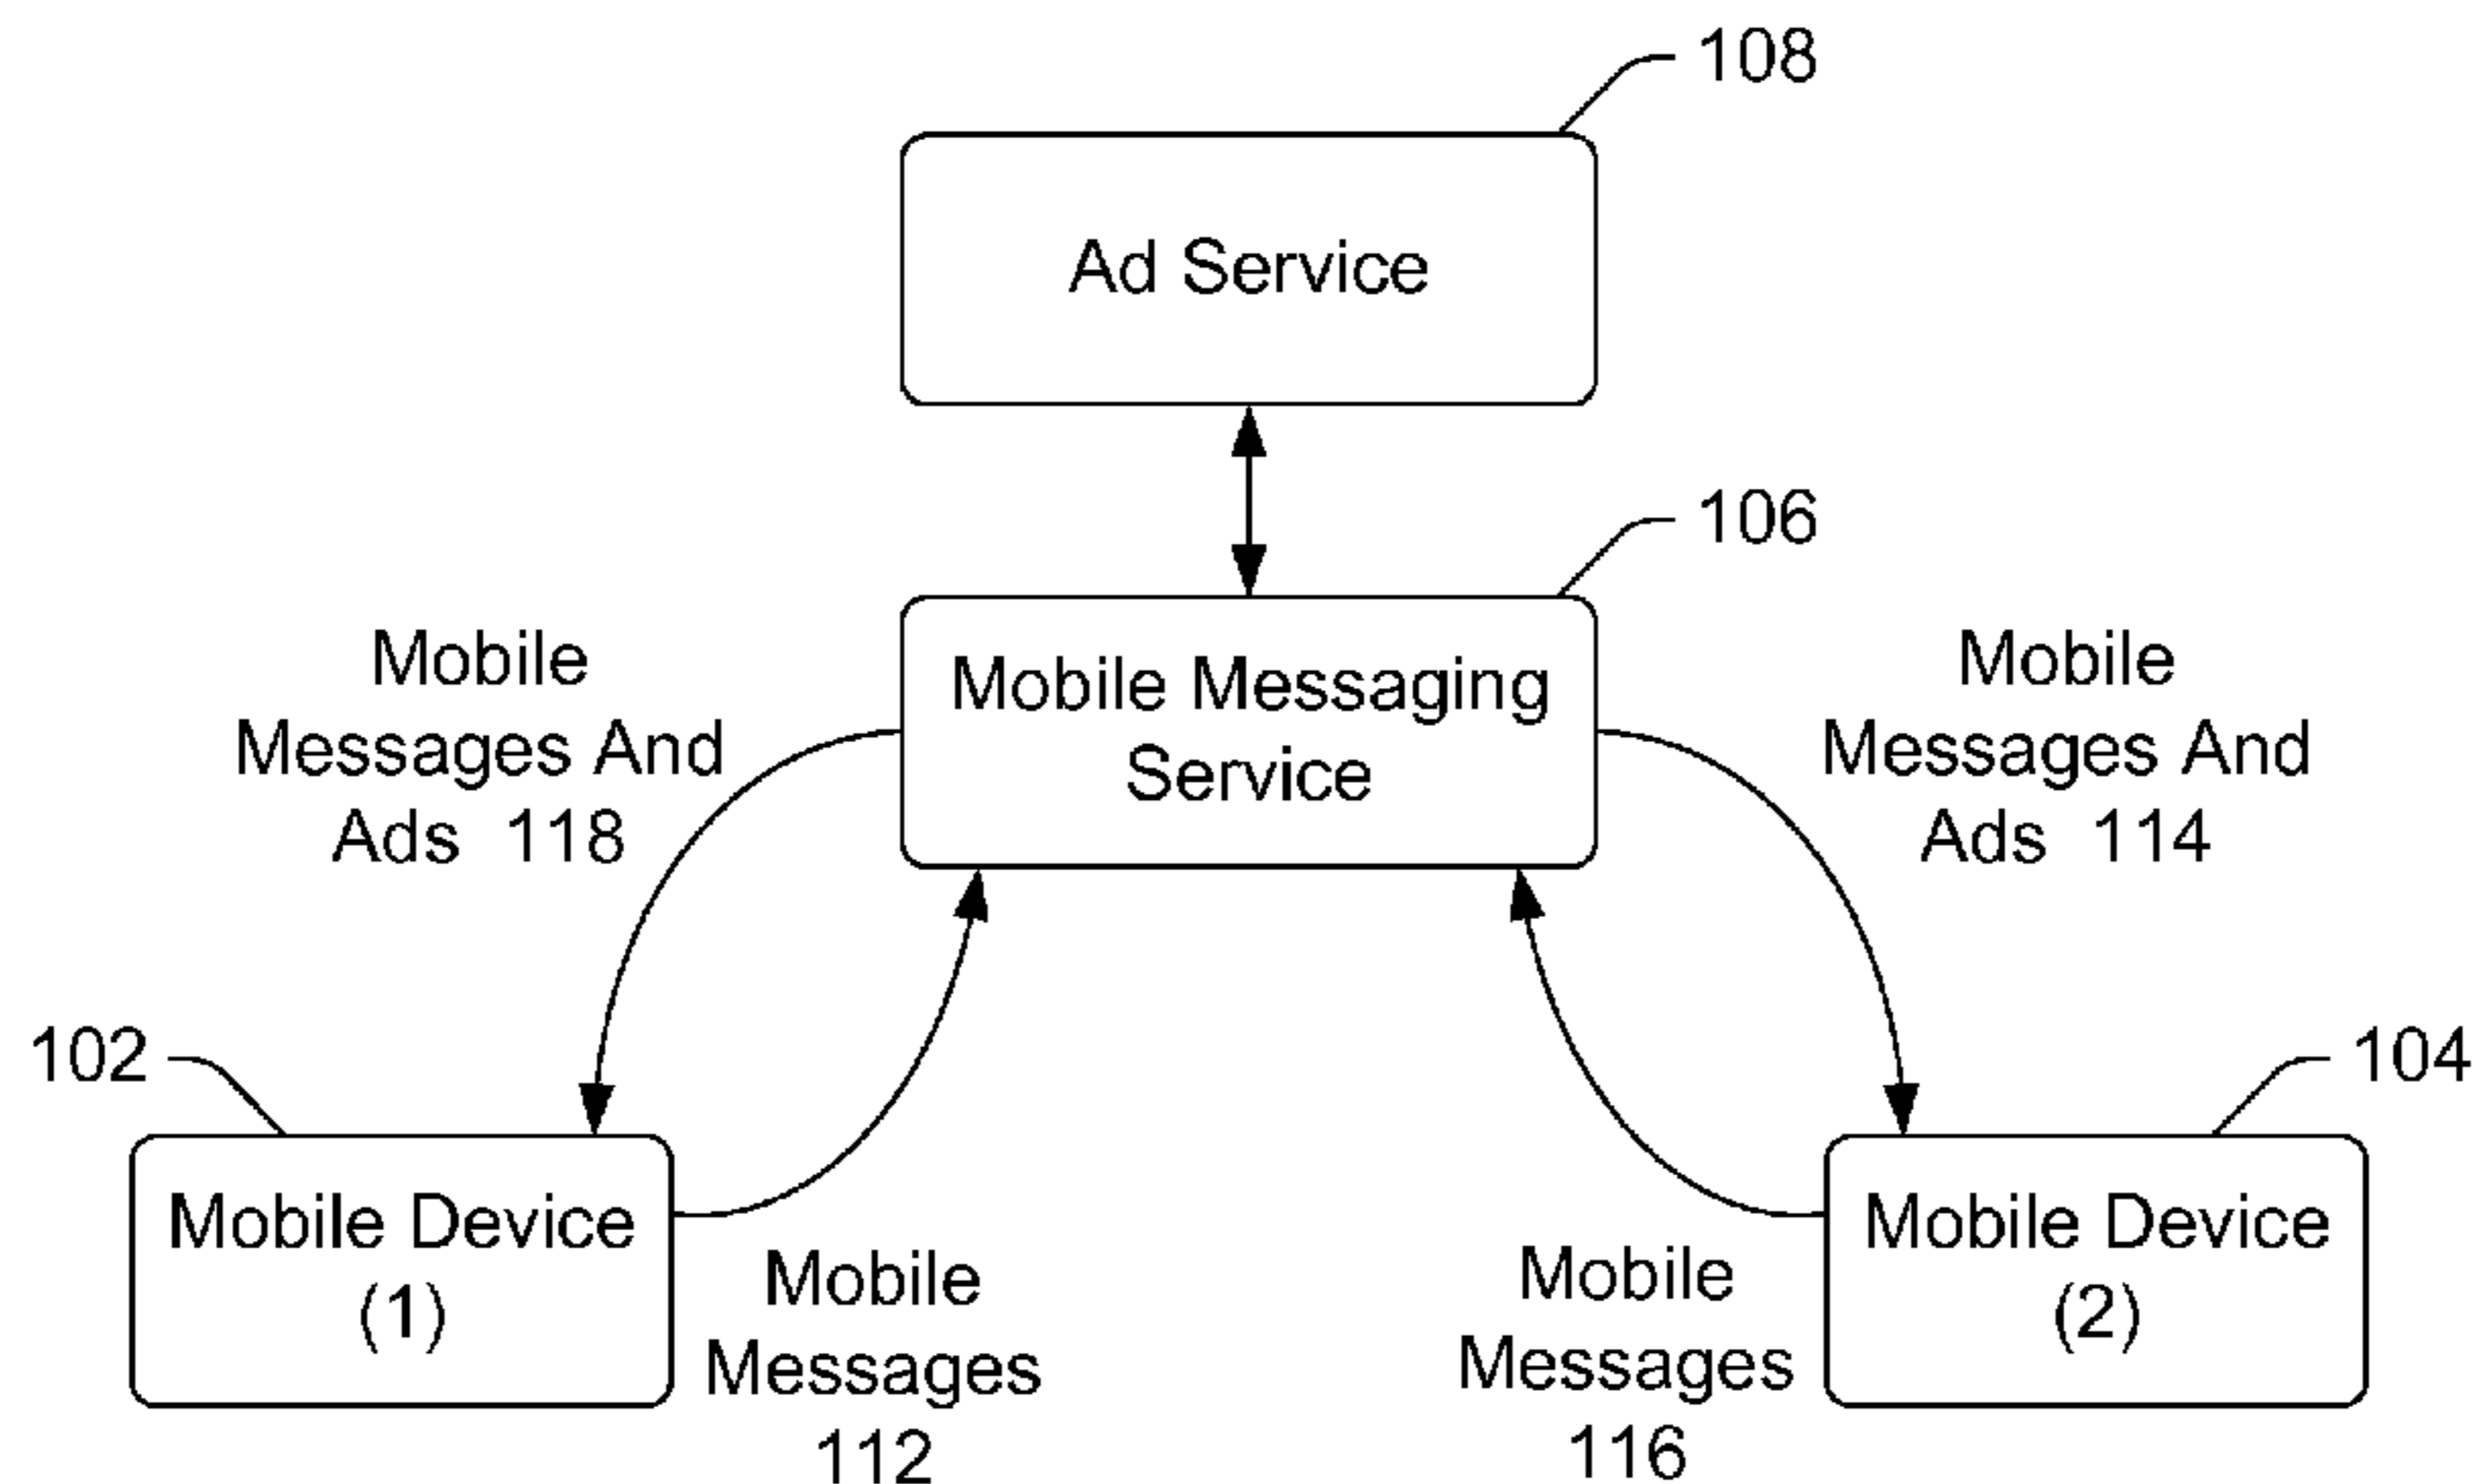 108
Ad Service
106
Mobile
Messages And
Ads 118
Mobile Messaging
Service
Mobile
Messages And
Ads 114
102
104
Mobile Device
(1)
Mobile
Messages
112
Mobile
Messages
116
Mobile Device
(2)